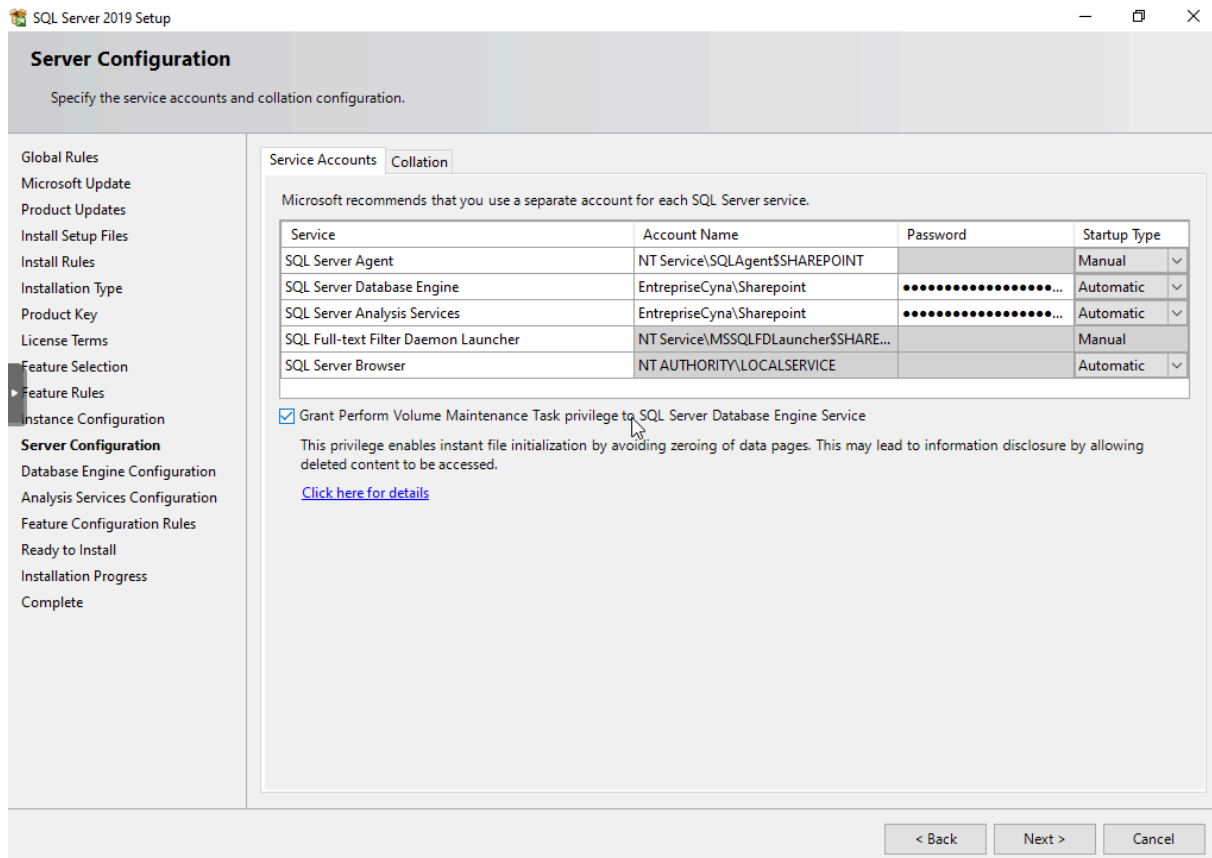 SQL Server 2019 Setup
Server Configuration
Specify the service accounts and collation configuration.
Global Rules
Microsoft Update
Product Updates
Install Setup Files
Install Rules
Installation Type
Product Key
License Terms
Feature Selection
Feature Rules
Instance Configuration
Server Configuration
Database Engine Configuration
Analysis Services Configuration
Feature Configuration Rules
Ready to Install
Installation Progress
Complete
Service Accounts Collation
Microsoft recommends that you use a separate account for each SQL Server service.
Service Account Name Password Startup Type
SQL Server Agent NT Service\SQLAgent$SHAREPOINT Manual
SQL Server Database Engine EntrepriseCyna\Sharepoint ●●●●●●●●●●●●●●●●●●... Automatic
SQL Server Analysis Services EntrepriseCyna\Sharepoint ●●●●●●●●●●●●●●●●●●... Automatic
SQL Full-text Filter Daemon Launcher NT Service\MSSQLFDLauncher$SHARE... Manual
SQL Server Browser NT AUTHORITY\LOCALSERVICE Automatic
Grant Perform Volume Maintenance Task privilege to SQL Server Database Engine Service
This privilege enables instant file initialization by avoiding zeroing of data pages. This may lead to information disclosure by allowing
deleted content to be accessed.
Click here for details
< Back Next > Cancel